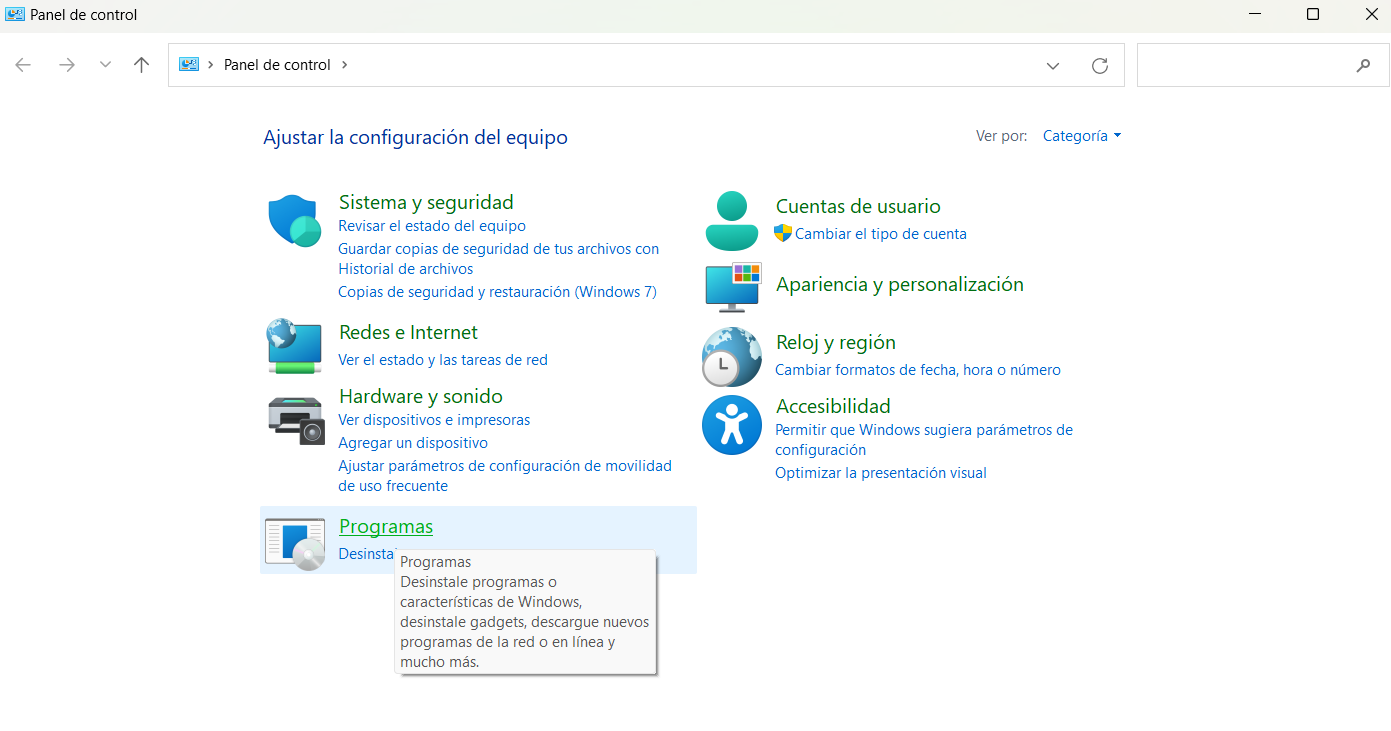 Panel de control
Panel de control
Ajustar la configuración del equipo
Ver por: Categoría
Sistema y seguridad
Revisar el estado del equipo
Guardar copias de seguridad de tus archivos con
Historial de archivos
Copias de seguridad y restauración (Windows 7)
Redes e Internet
Ver el estado y las tareas de red
Hardware y sonido
Ver dispositivos e impresoras
Agregar un dispositivo
Ajustar parámetros de configuración de movilidad
de uso frecuente
Programas
Desinsta
Programas
Desinstale programas o
características de Windows,
desinstale gadgets, descargue nuevos
programas de la red o en línea y
mucho más.
Cuentas de usuario
Cambiar el tipo de cuenta
Apariencia y personalización
Reloj y región
Cambiar formatos de fecha, hora o número
Accesibilidad
Permitir que Windows sugiera parámetros de
configuración
Optimizar la presentación visual